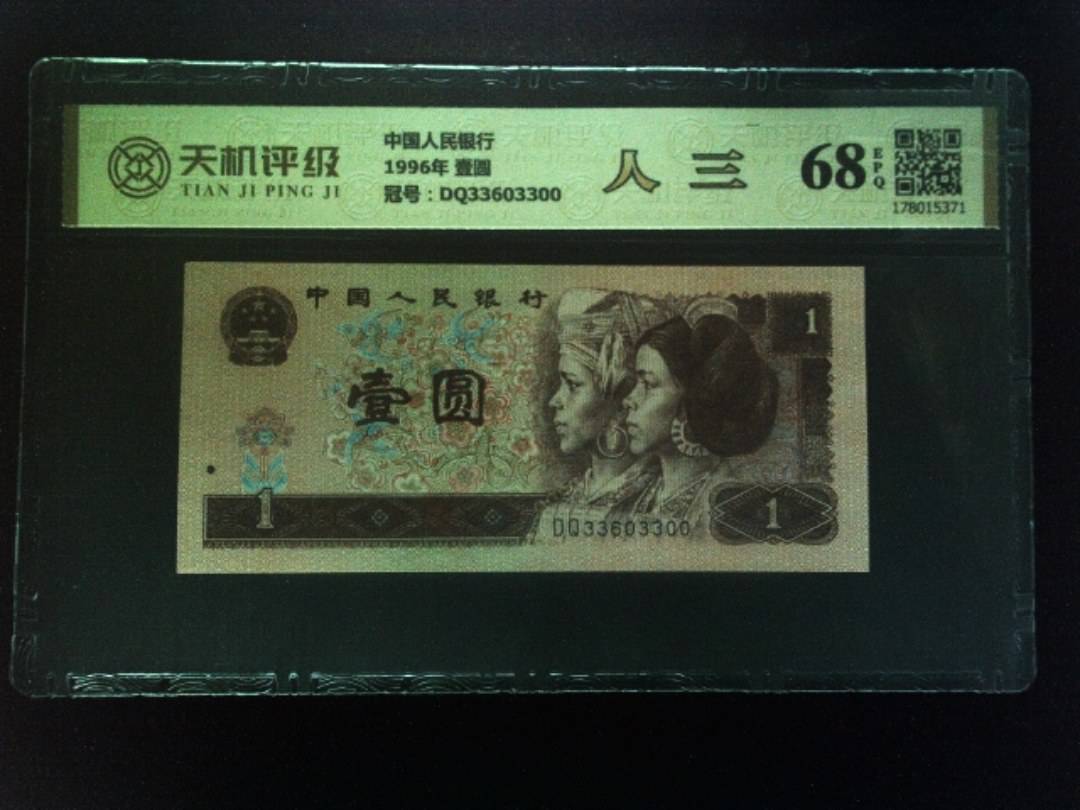 天机评级
TIAN JI PING JI
中国人民银行
1996年 壹圆
冠号：DQ33603300
人 三
68
EPQ
178015371
中国人民银行
1
壹圆
1
DQ33603300
1